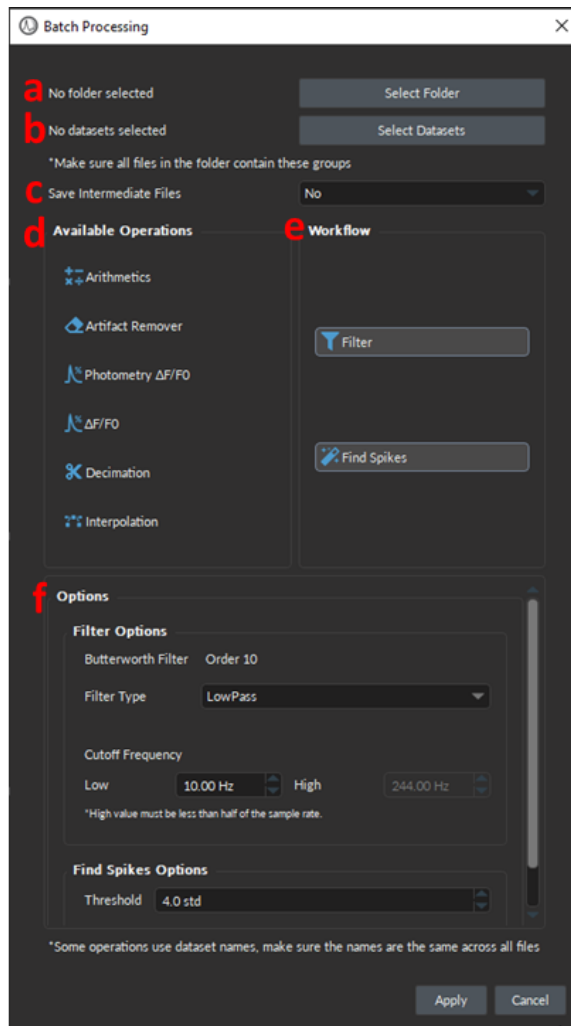 Batch Processing
a No folder selected Select Folder
b No datasets selected Select Datasets
*Make sure all files in the folder contain these groups
c Save Intermediate Files No
d Available Operations e Workflow
Arithmetics
Artifact Remover
Filter
Photometry ΔF/F0
ΔF/F0
Find Spikes
Decimation
Interpolation
f Options
Filter Options
Butterworth Filter Order 10
Filter Type LowPass
Cutoff Frequency
Low 10.00 Hz High 244.00 Hz
*High value must be less than half of the sample rate.
Find Spikes Options
Threshold 4.0 std
*Some operations use dataset names, make sure the names are the same across all files
Apply Cancel